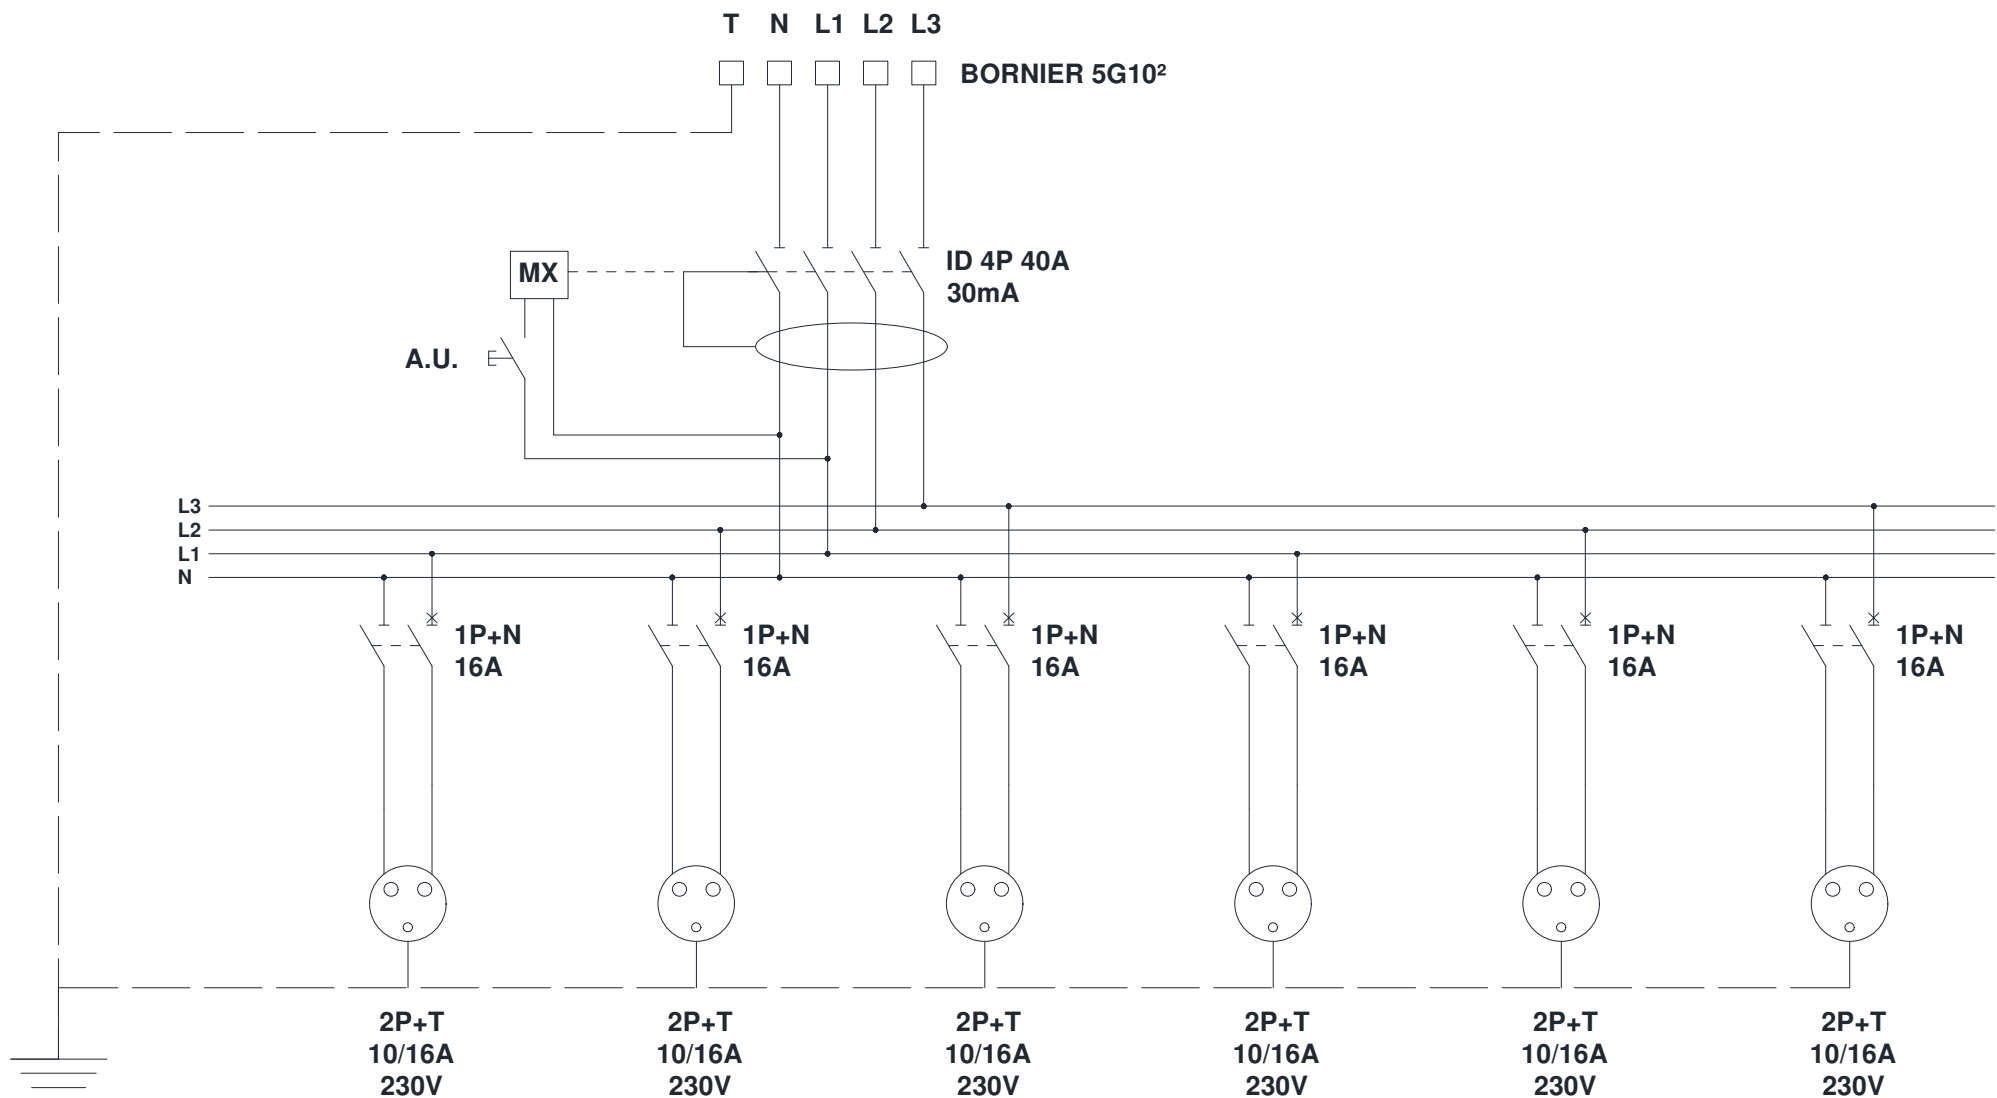 T N L1 L2 L3
BORNIER 5G10²
MX
ID 4P 40A
30mA
A.U.
L3
L2
L1
N
1P+N
16A
1P+N
16A
1P+N
16A
1P+N
16A
1P+N
16A
1P+N
16A
2P+T
10/16A
230V
2P+T
10/16A
230V
2P+T
10/16A
230V
2P+T
10/16A
230V
2P+T
10/16A
230V
2P+T
10/16A
230V